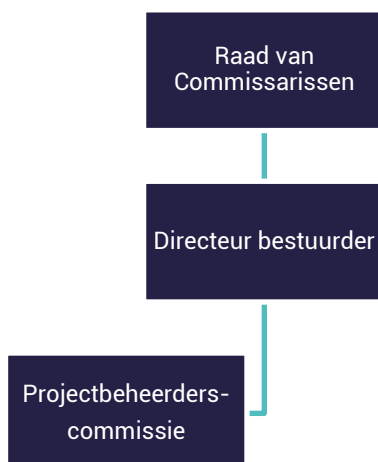 Raad van
Commissarissen
Directeur bestuurder
Projectbeheerders-
commissie